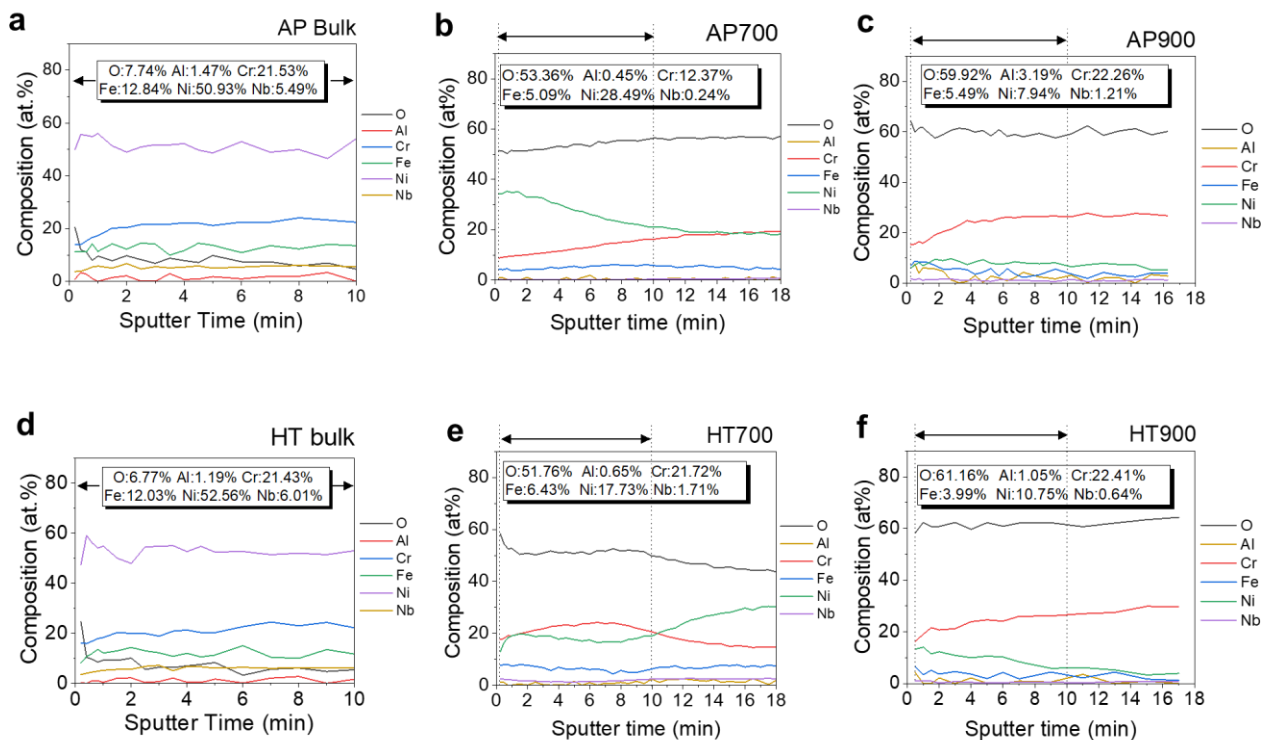 a
AP Bulk
O:7.74% Al:1.47% Cr:21.53%
Fe:12.84% Ni:50.93% Nb:5.49%
Composition (at.%)
80
60
40
20
0
0 2 4 6 8 10
Sputter Time (min)
O
Al
Cr
Fe
Ni
Nb
b
AP700
O:53.36% Al:0.45% Cr:12.37%
Fe:5.09% Ni:28.49% Nb:0.24%
Composition (at%)
80
60
40
20
0
0 2 4 6 8 10 12 14 16 18
Sputter time (min)
O
Al
Cr
Fe
Ni
Nb
c
AP900
O:59.92% Al:3.19% Cr:22.26%
Fe:5.49% Ni:7.94% Nb:1.21%
Composition (at%)
80
60
40
20
0
0 2 4 6 8 10 12 14 16 18
Sputter time (min)
O
Al
Cr
Fe
Ni
Nb
d
HT bulk
O:6.77% Al:1.19% Cr:21.43%
Fe:12.03% Ni:52.56% Nb:6.01%
Composition (at.%)
80
60
40
20
0
0 2 4 6 8 10
Sputter Time (min)
O
Al
Cr
Fe
Ni
Nb
e
HT700
O:51.76% Al:0.65% Cr:21.72%
Fe:6.43% Ni:17.73% Nb:1.71%
Composition (at%)
80
60
40
20
0
0 2 4 6 8 10 12 14 16 18
Sputter time (min)
O
Al
Cr
Fe
Ni
Nb
f
HT900
O:61.16% Al:1.05% Cr:22.41%
Fe:3.99% Ni:10.75% Nb:0.64%
Composition (at%)
80
60
40
20
0
0 2 4 6 8 10 12 14 16 18
Sputter time (min)
O
Al
Cr
Fe
Ni
Nb